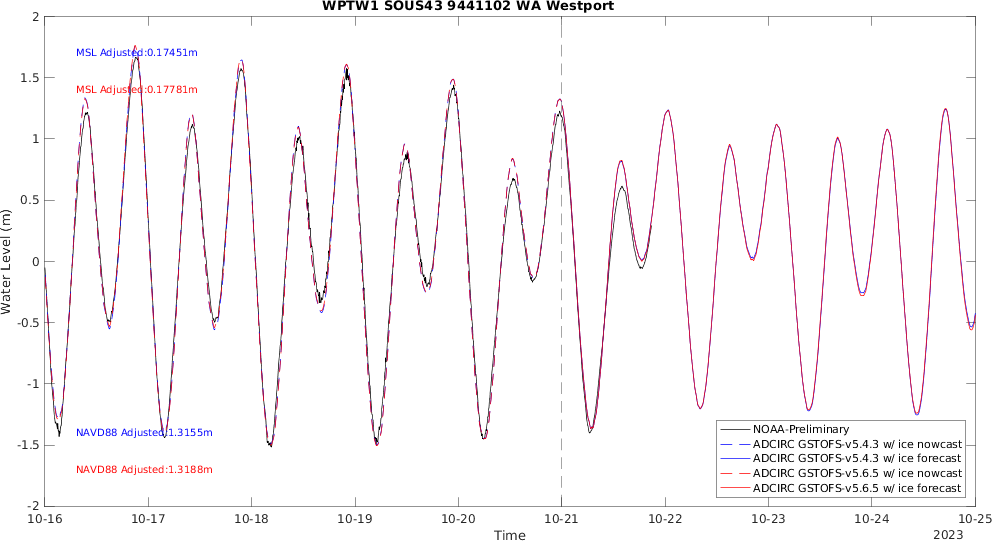 WPTW1 SOUS43 9441102 WA Westport
2
1.5
1
0.5
0
-0.5
-1
-1.5
-2
Water Level (m)
MSL Adjusted:0.17451m
MSL Adjusted:0.17781m
NAVD88 Adjusted:1.3155m
NAVD88 Adjusted:1.3188m
NOAA-Preliminary
ADCIRC GSTOFS-v5.4.3 w/ ice nowcast
ADCIRC GSTOFS-v5.4.3 w/ ice forecast
ADCIRC GSTOFS-v5.6.5 w/ ice nowcast
ADCIRC GSTOFS-v5.6.5 w/ ice forecast
10-16 10-17 10-18 10-19 10-20 10-21 10-22 10-23 10-24 10-25
Time
2023